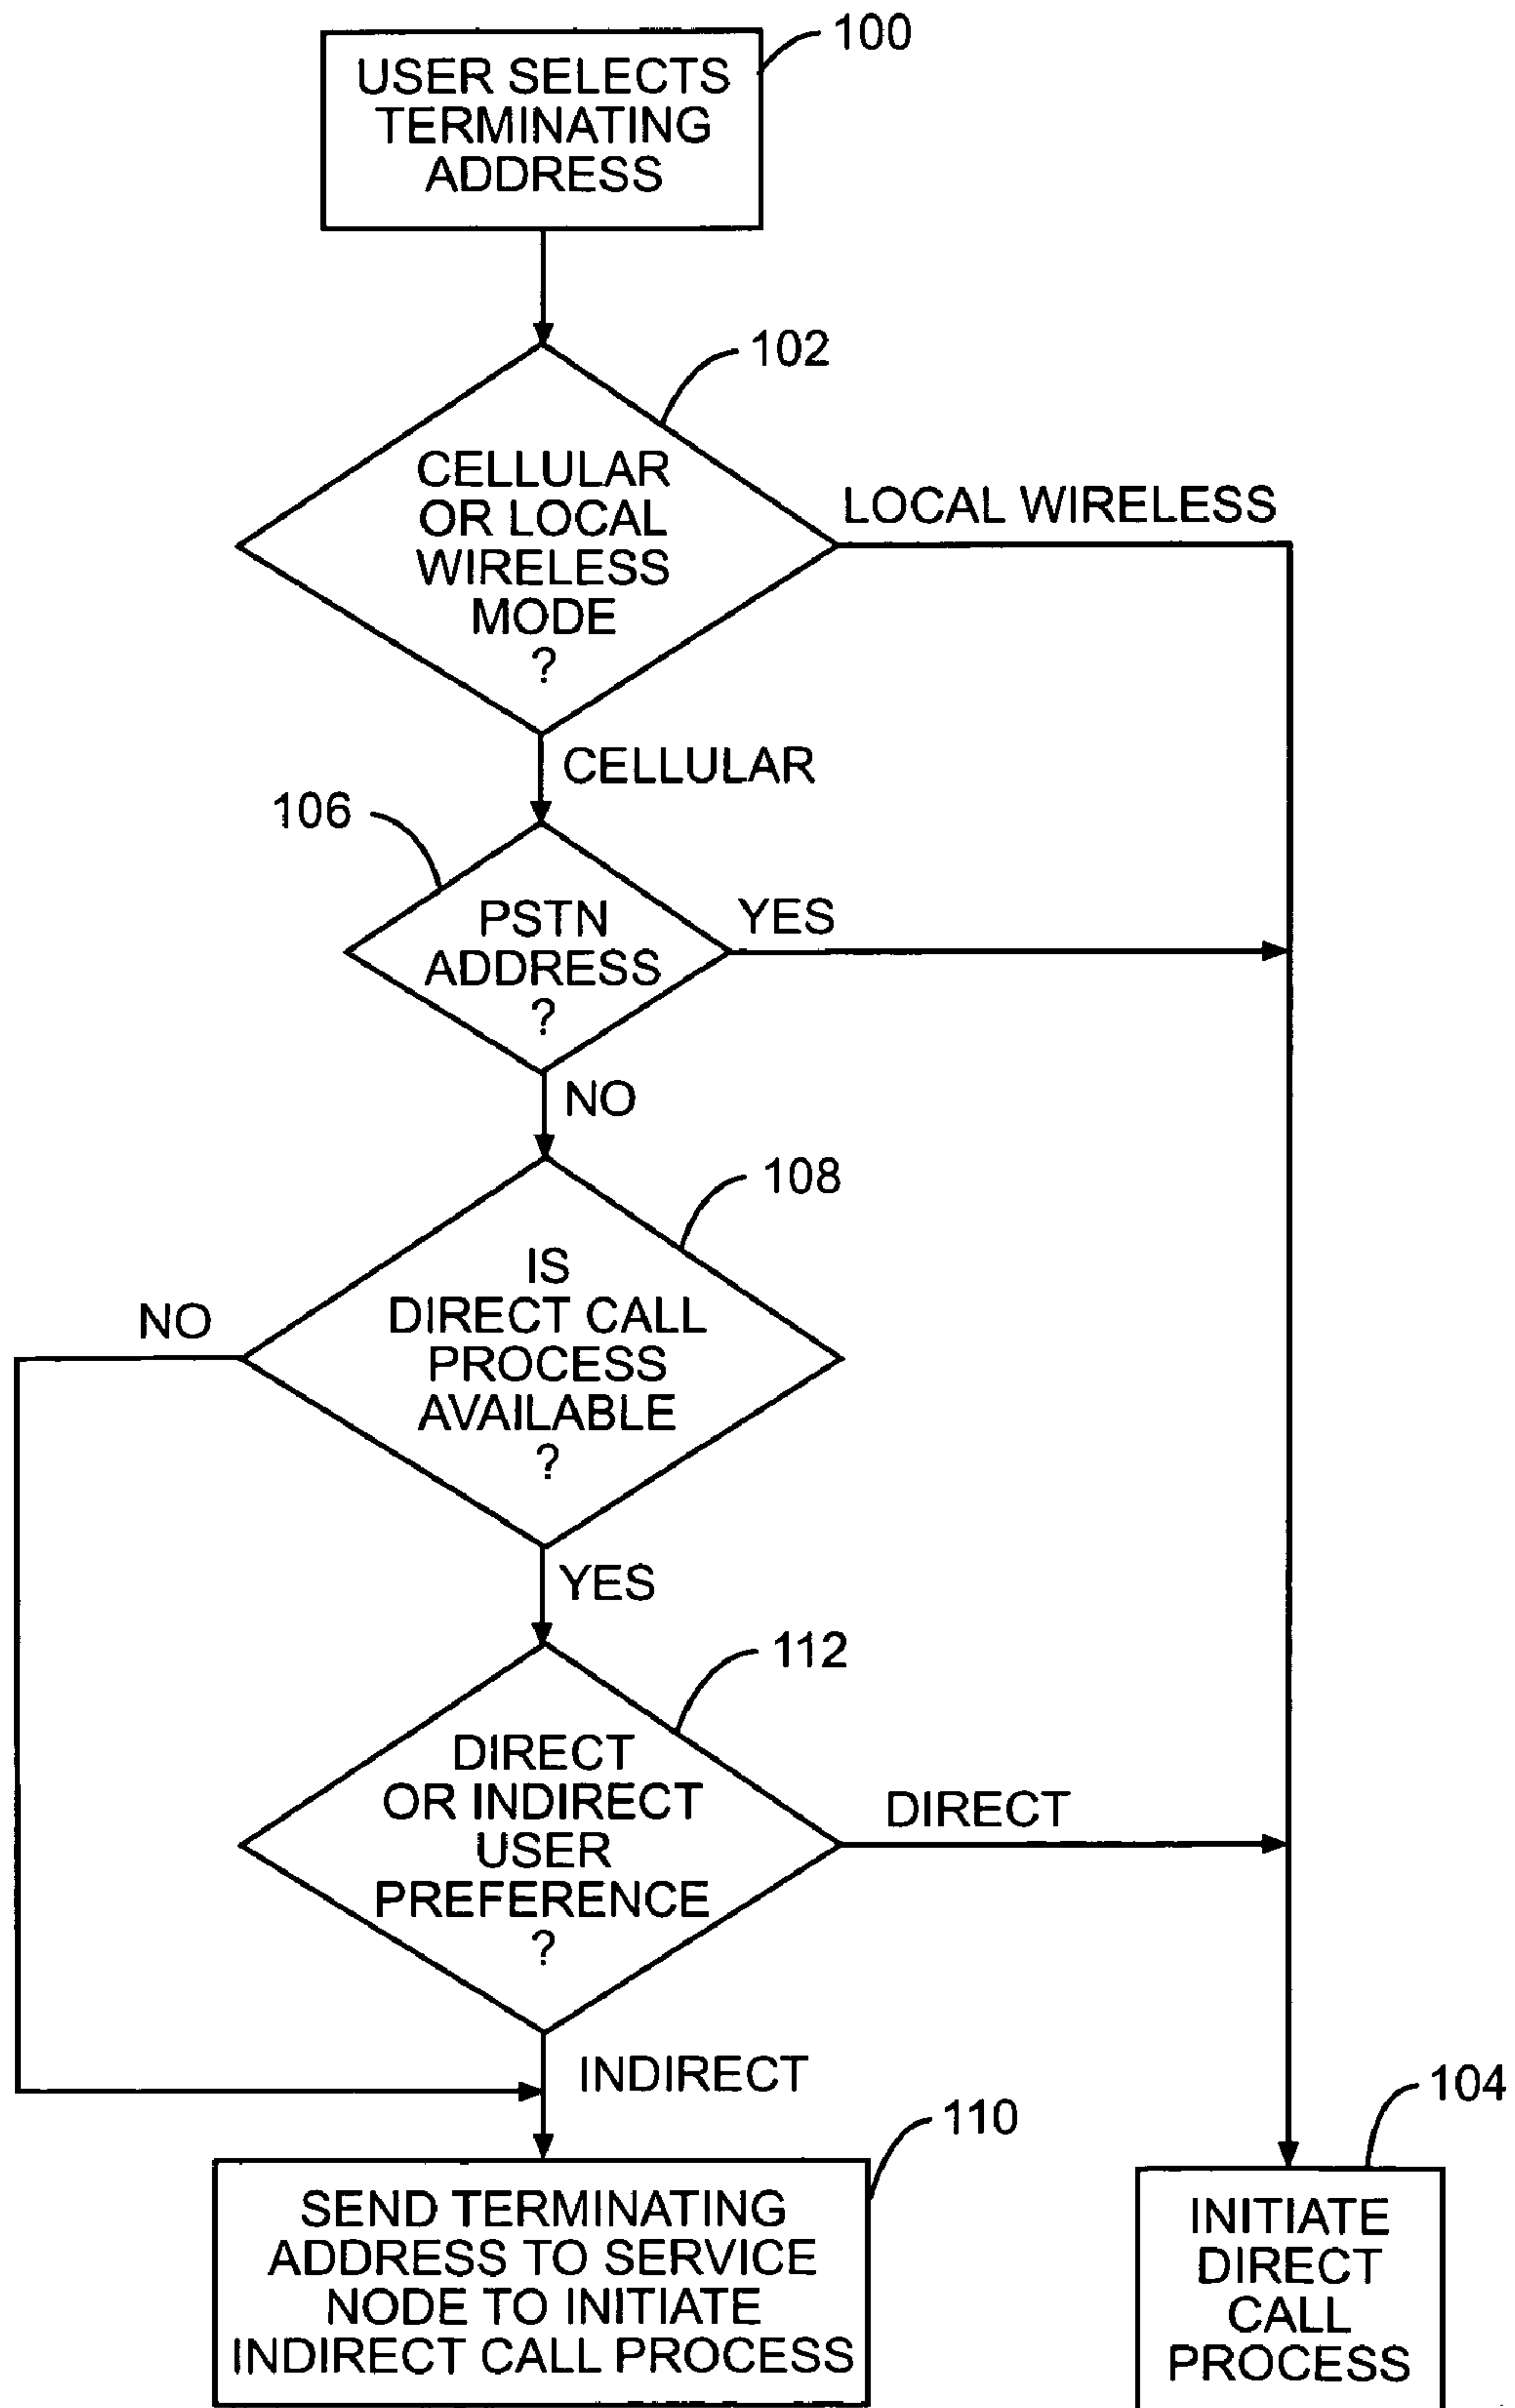 100
USER SELECTS
TERMINATING
ADDRESS
102
CELLULAR
OR LOCAL
WIRELESS
MODE
?
LOCAL WIRELESS
CELLULAR
106
PSTN
ADDRESS
?
YES
NO
108
IS
DIRECT CALL
PROCESS
AVAILABLE
?
NO
YES
112
DIRECT
OR INDIRECT
USER
PREFERENCE
?
DIRECT
INDIRECT
110
SEND TERMINATING
ADDRESS TO SERVICE
NODE TO INITIATE
INDIRECT CALL PROCESS
104
INITIATE
DIRECT
CALL
PROCESS